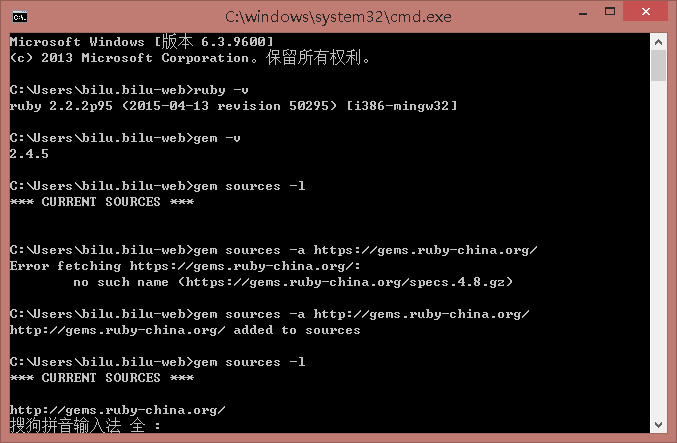 C:\windows\system32\cmd.exe
Microsoft Windows [版本 6.3.9600]
(c) 2013 Microsoft Corporation。保留所有权利。
C:\Users\bilu.bilu-web>ruby -v
ruby 2.2.2p95 (2015-04-13 revision 50295) [i386-mingw32]
C:\Users\bilu.bilu-web>gem -v
2.4.5
C:\Users\bilu.bilu-web>gem sources -l
*** CURRENT SOURCES ***
C:\Users\bilu.bilu-web>gem sources -a https://gems.ruby-china.org/
Error fetching https://gems.ruby-china.org/:
        no such name (https://gems.ruby-china.org/specs.4.8.gz)
C:\Users\bilu.bilu-web>gem sources -a http://gems.ruby-china.org/
http://gems.ruby-china.org/ added to sources
C:\Users\bilu.bilu-web>gem sources -l
*** CURRENT SOURCES ***
http://gems.ruby-china.org/
搜狗拼音输入法 全 :